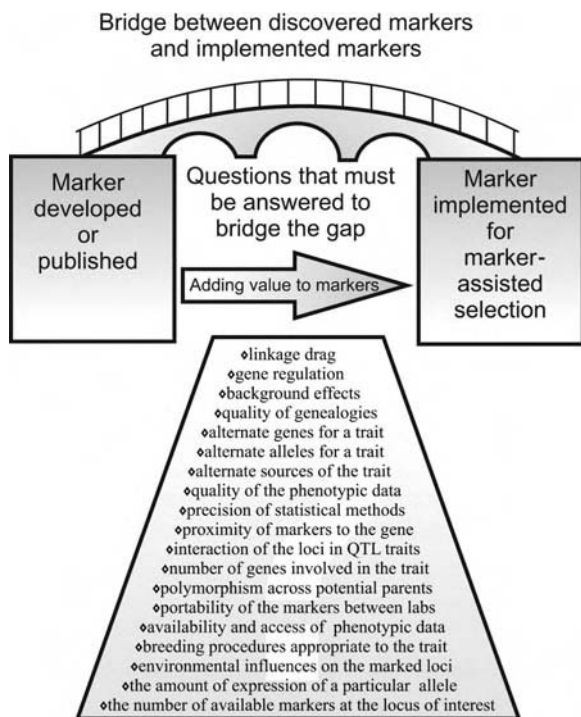 Bridge between discovered markers
and implemented markers
Marker
developed
or
published
Questions that must
be answered to
bridge the gap
Adding value to markers
Marker
implemented
for
marker-
assisted
selection
◊linkage drag
◊gene regulation
◊background effects
◊quality of genealogies
◊alternate genes for a trait
◊alternate alleles for a trait
◊alternate sources of the trait
◊quality of the phenotypic data
◊precision of statistical methods
◊proximity of markers to the gene
◊interaction of the loci in QTL traits
◊number of genes involved in the trait
◊polymorphism across potential parents
◊portability of the markers between labs
◊availability and access of phenotypic data
◊breeding procedures appropriate to the trait
◊environmental influences on the marked loci
◊the amount of expression of a particular allele
◊the number of available markers at the locus of interest